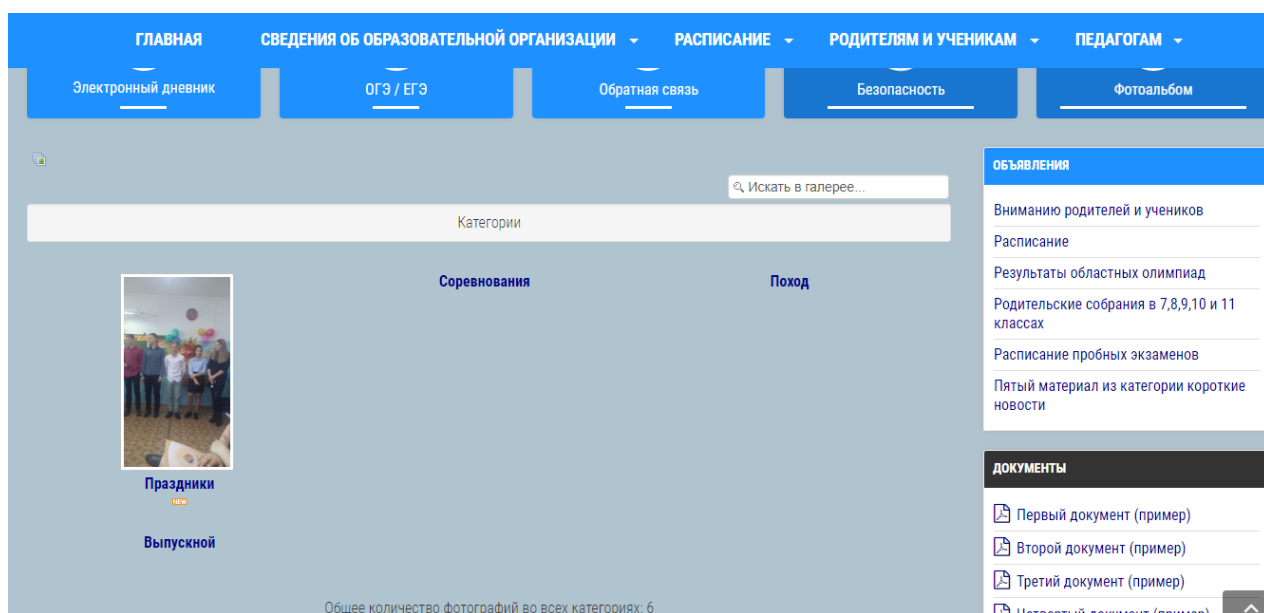 ГЛАВНАЯ
СВЕДЕНИЯ ОБ ОБРАЗОВАТЕЛЬНОЙ ОРГАНИЗАЦИИ
РАСПИСАНИЕ
РОДИТЕЛЯМ И УЧЕНИКАМ
ПЕДАГОГАМ
Электронный дневник
ОГЭ / ЕГЭ
Обратная связь
Безопасность
Фотоальбом
Искать в галерее...
Категории
Соревнования
Поход
Праздники
NEW
Выпускной
Общее количество фотографий во всех категориях: 6
ОБЪЯВЛЕНИЯ
Вниманию родителей и учеников
Расписание
Результаты областных олимпиад
Родительские собрания в 7,8,9,10 и 11
классах
Расписание пробных экзаменов
Пятый материал из категории короткие
новости
ДОКУМЕНТЫ
Первый документ (пример)
Второй документ (пример)
Третий документ (пример)
Четвертый документ (пример)